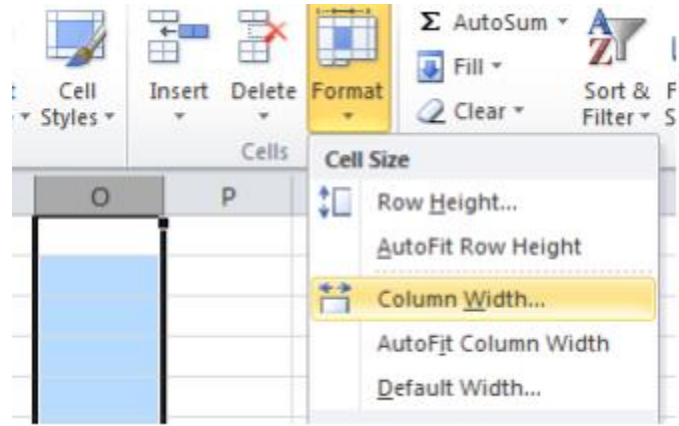 Σ AutoSum
Fill
Clear
Cell
Styles
Insert
Delete
Format
Sort &
Filter
Cells
Cell Size
O
P
Row Height...
AutoFit Row Height
Column Width...
AutoFit Column Width
Default Width...